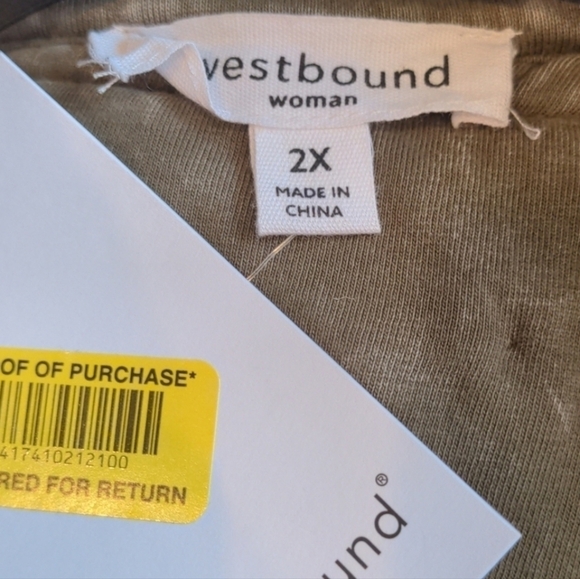 vestbound
woman
2X
MADE IN
CHINA
OF OF PURCHASE*
417410212100
RED FOR RETURN
und®